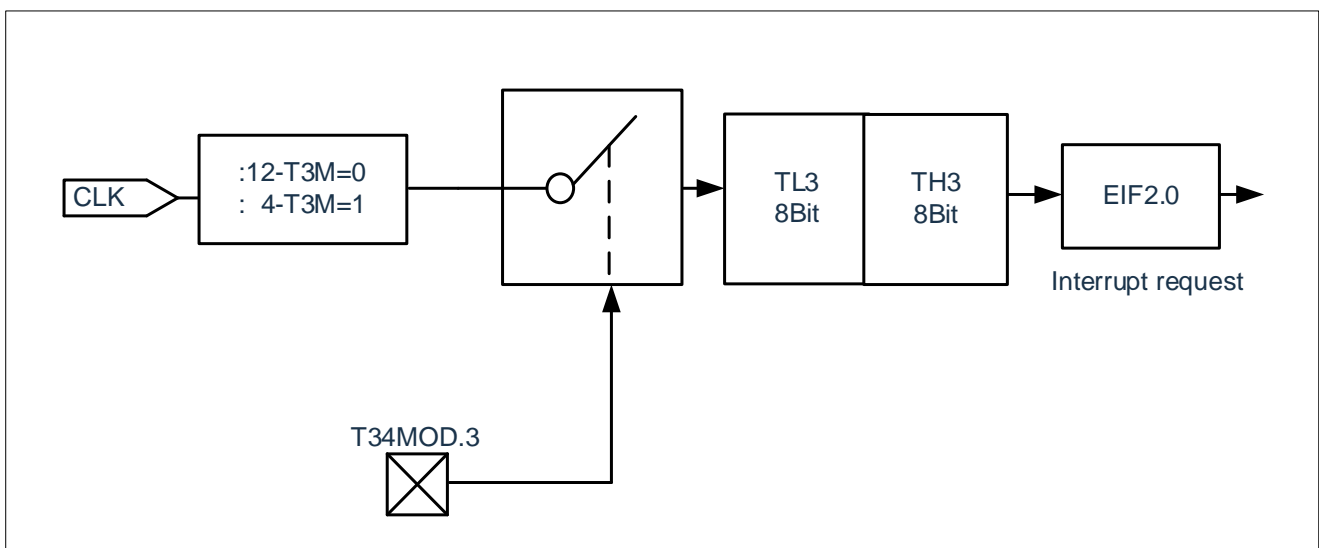 CLK
:12-T3M=0
: 4-T3M=1
TL3
8Bit
TH3
8Bit
EIF2.0
Interrupt request
T34MOD.3